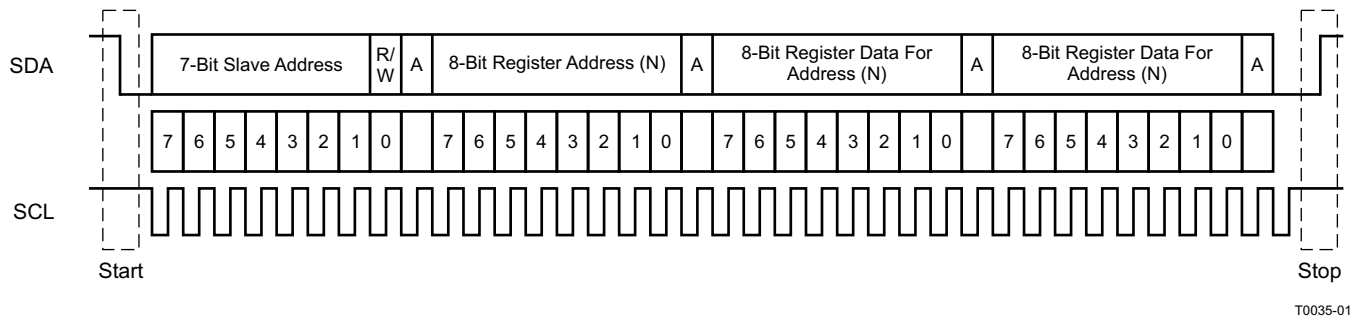 SDA
7-Bit Slave Address
R/
W
A
8-Bit Register Address (N)
A
8-Bit Register Data For
Address (N)
A
8-Bit Register Data For
Address (N)
A
7 6 5 4 3 2 1 0 7 6 5 4 3 2 1 0 7 6 5 4 3 2 1 0 7 6 5 4 3 2 1 0
SCL
Start
Stop
T0035-01